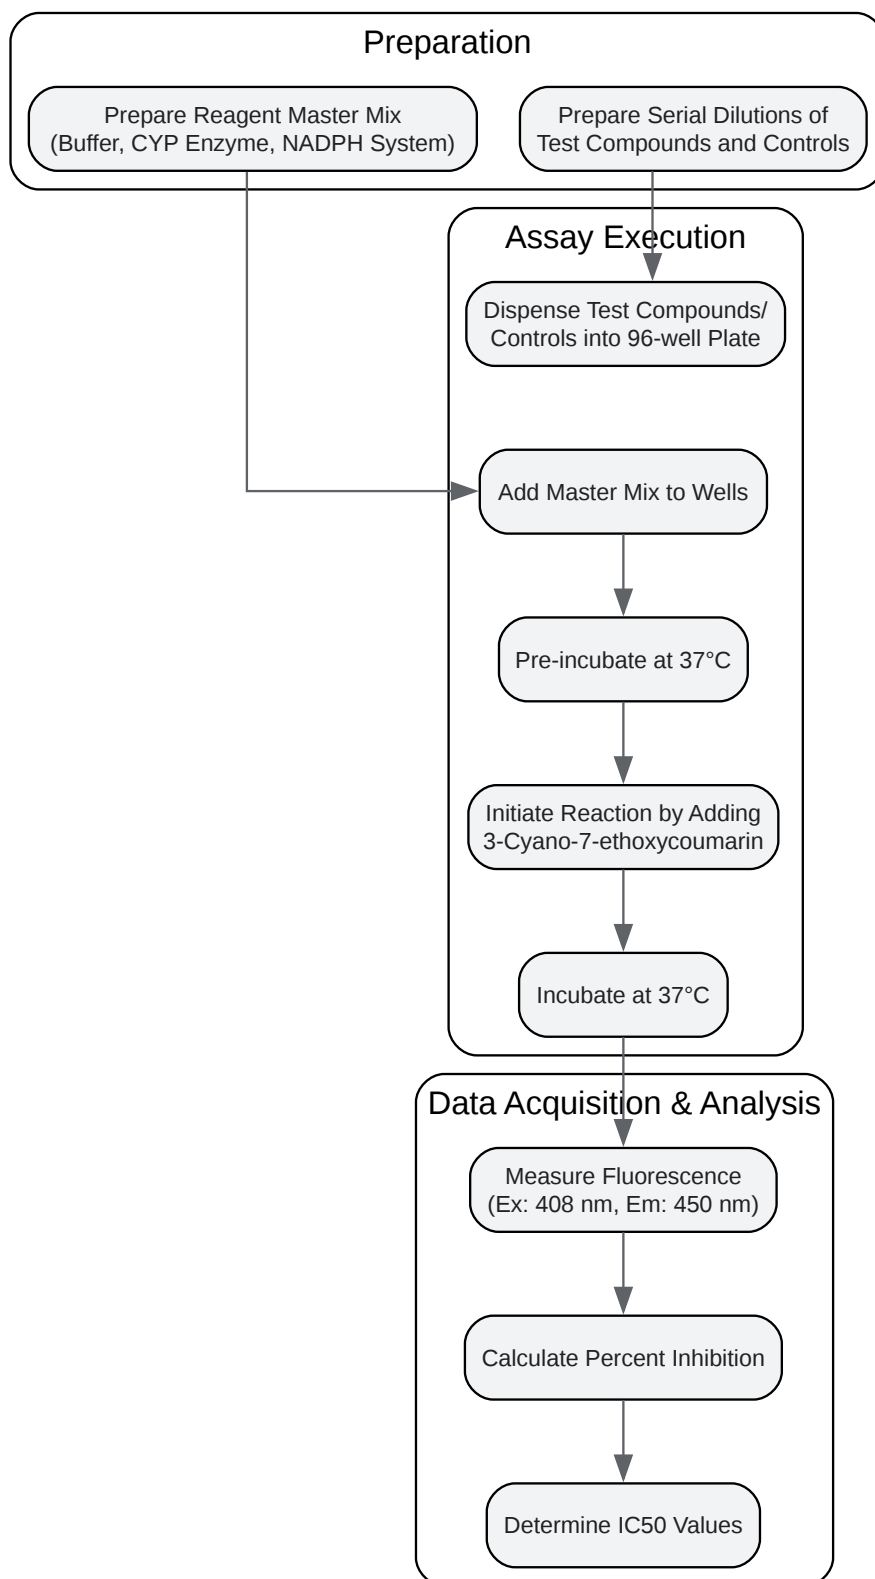 Preparation
Prepare Reagent Master Mix
(Buffer, CYP Enzyme, NADPH System)
Prepare Serial Dilutions of
Test Compounds and Controls
Assay Execution
Dispense Test Compounds/
Controls into 96-well Plate
Add Master Mix to Wells
Pre-incubate at 37°C
Initiate Reaction by Adding
3-Cyano-7-ethoxycoumarin
Incubate at 37°C
Data Acquisition & Analysis
Measure Fluorescence
(Ex: 408 nm, Em: 450 nm)
Calculate Percent Inhibition
Determine IC50 Values